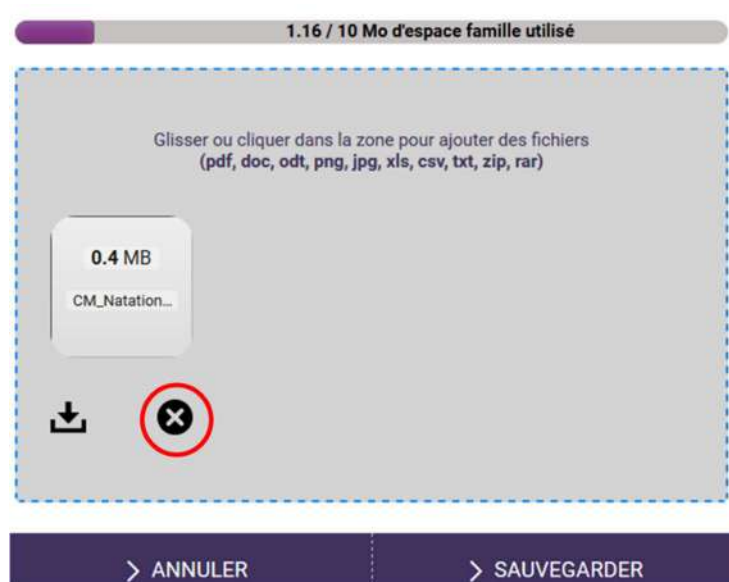 1.16 / 10 Mo d'espace famille utilisé
Glisser ou cliquer dans la zone pour ajouter des fichiers
(pdf, doc, odt, png, jpg, xls, csv, txt, zip, rar)
0.4 MB
CM_Natation...
> ANNULER
> SAUVEGARDER